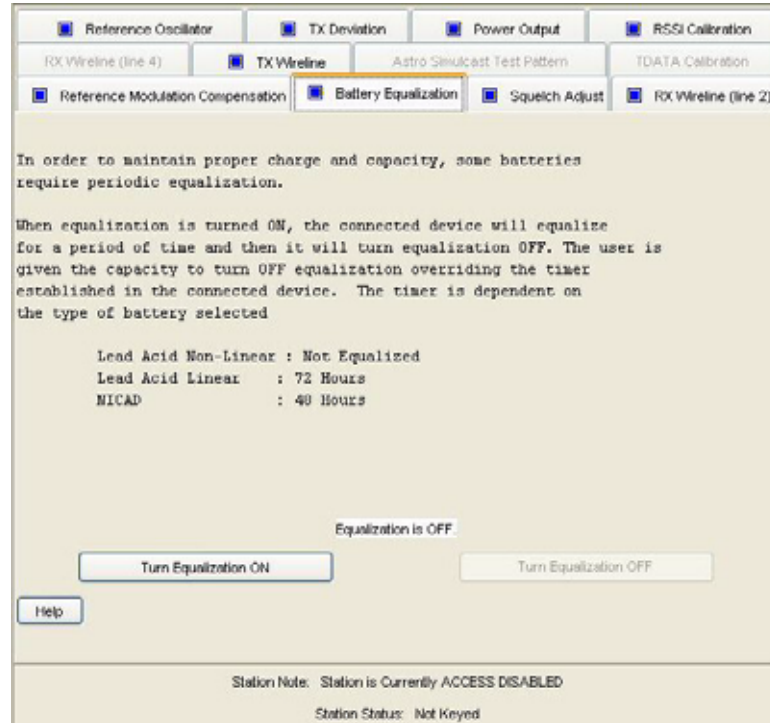 Reference Oscillator TX Deviation Power Output RSSI Calibration
RX Wireline (line 4) TX Wireline Astro Simulcast Test Pattern TDATA Calibration
Reference Modulation Compensation Battery Equalization Squelch Adjust RX Wireline (line 2)
In order to maintain proper charge and capacity, some batteries
require periodic equalization.
When equalization is turned ON, the connected device will equalize
for a period of time and then it will turn equalization OFF. The user is
given the capacity to turn OFF equalization overriding the timer
established in the connected device. The timer is dependent on
the type of battery selected
Lead Acid Non-Linear : Not Equalized
Lead Acid Linear : 72 Hours
NICAD : 48 Hours
Equalization is OFF.
Turn Equalization ON Turn Equalization OFF
Help
Station Note: Station is Currently ACCESS DISABLED
Station Status: Not Keyed